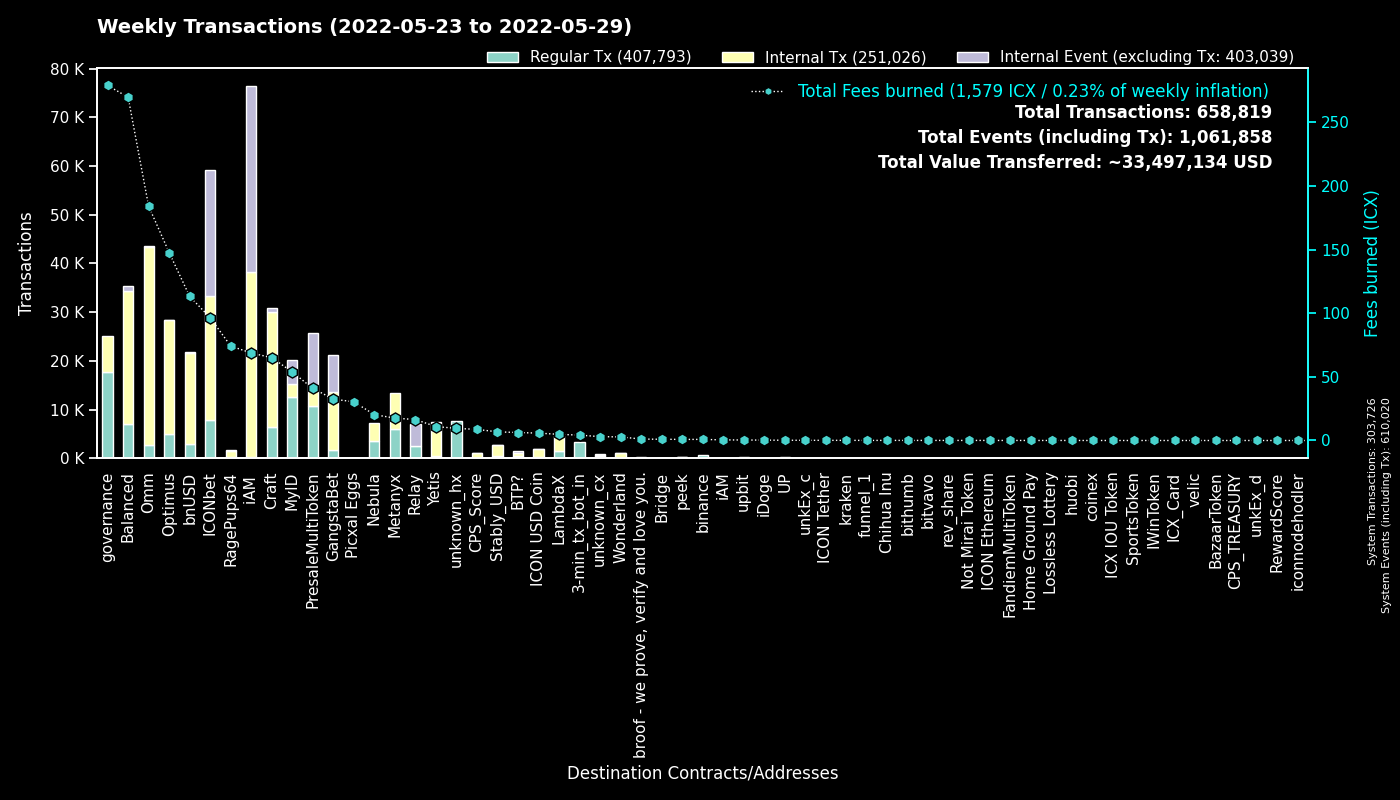 Weekly Transactions (2022-05-23 to 2022-05-29)
Regular Tx (407,793)
Internal Tx (251,026)
Internal Event (excluding Tx: 403,039)
Total Fees burned (1,579 ICX / 0.23% of weekly inflation)
Total Transactions: 658,819
Total Events (including Tx): 1,061,858
Total Value Transferred: ~33,497,134 USD
Transactions
80 K
70 K
60 K
50 K
40 K
30 K
20 K
10 K
0 K
250
200
150
100
50
0
Fees burned (ICX)
System Transactions: 303,726
System Events (including Tx): 610,020
governance
Balanced
Omm
Optimus
bnUSD
ICONbet
RagePups64
iAM
Craft
MyID
PresaleMultiToken
GangstaBet
Picxal Eggs
Nebula
Metanyx
Relay
Yetis
unknown_hx
CPS_Score
Stably_USD
BTP?
ICON USD Coin
LambdaX
3-min_tx_bot_in
unknown_cx
Wonderland
broof - we prove, verify and love you.
Bridge
peek
binance
iAM
upbit
iDoge
UP
unkEx_c
ICON Tether
kraken
funnel_1
Chihua Inu
bithumb
bitvavo
rev_share
Not Mirai Token
ICON Ethereum
FandiemMultiToken
Home Ground Pay
Lossless Lottery
huobi
coinex
ICX IOU Token
SportsToken
IWinToken
ICX_Card
velic
BazaarToken
CPS_TREASURY
unkEx_d
RewardScore
iconnodehodler
Destination Contracts/Addresses